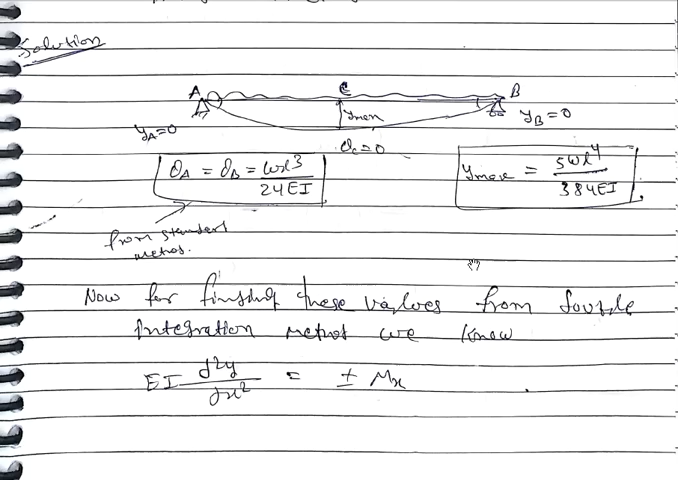 Solution
A C B
yA=0 ymax yB=0
θc=0
θA = θB = wl³/24EI
ymax = 5wl⁴/384EI
from standard
method.
Now for finding these values from double
integration method we know
EI d²y/dx² = ± Mx